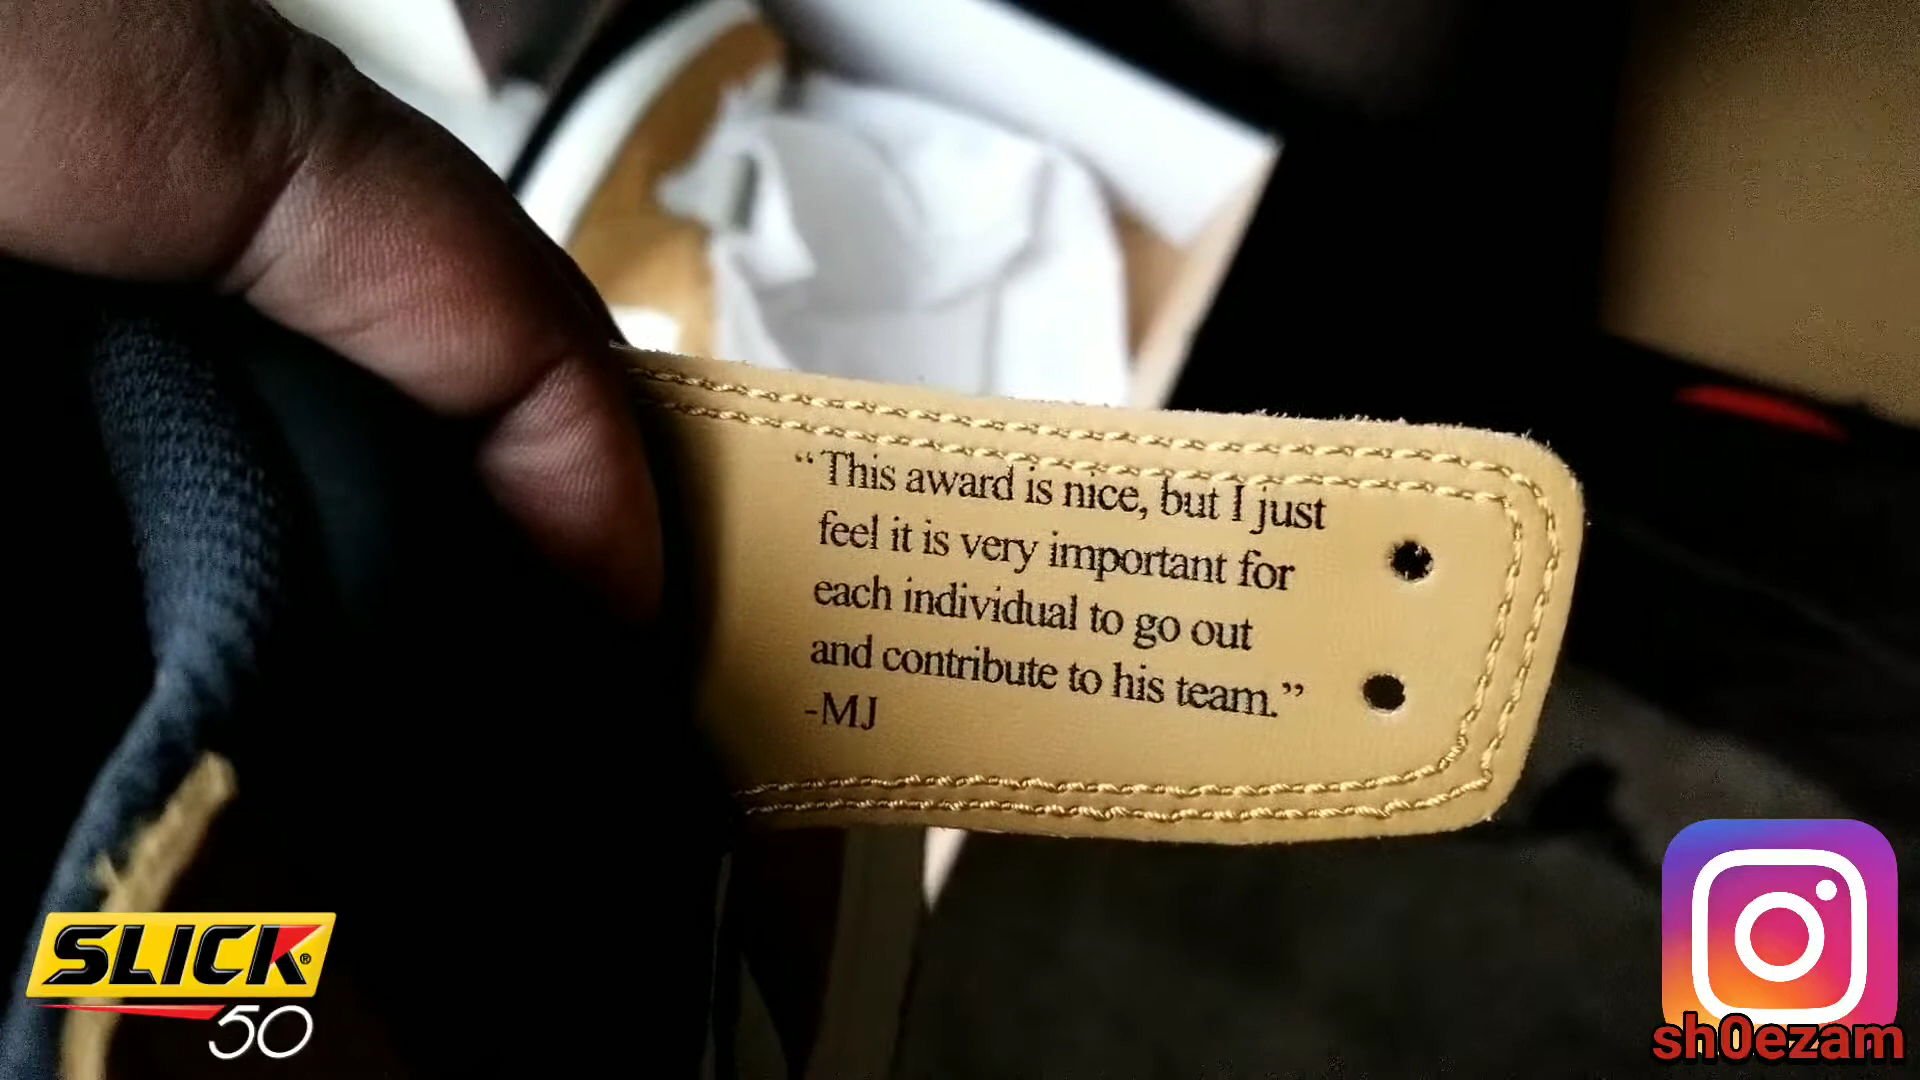 “This award is nice, but I just
feel it is very important for
each individual to go out
and contribute to his team.”
-MJ
SLICK®
50
sh0ezam